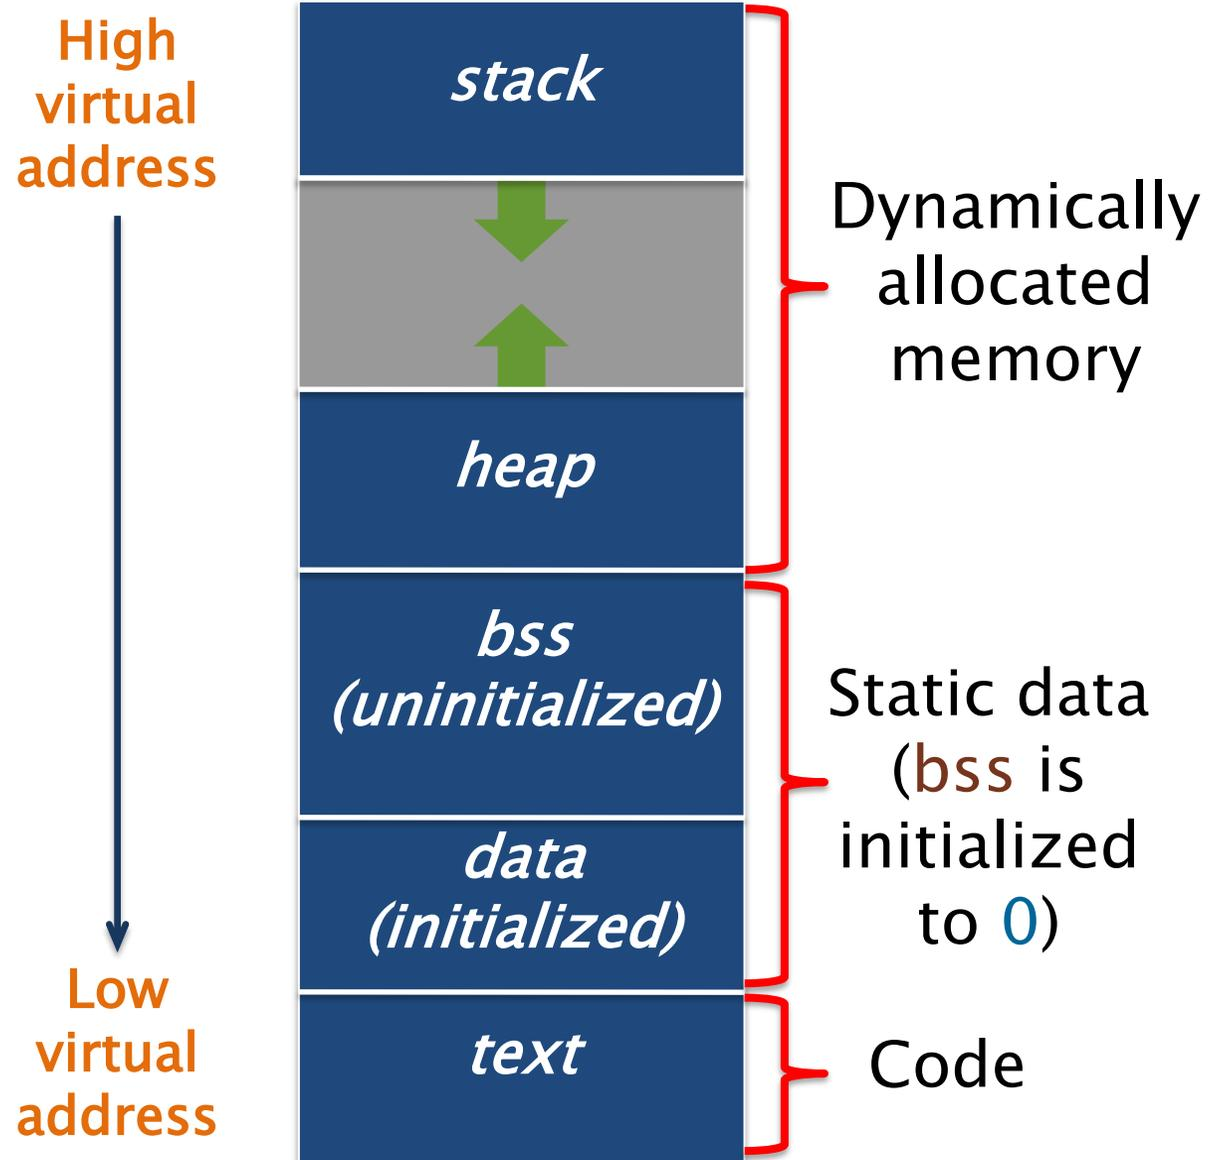 High
virtual
address
stack
Dynamically
allocated
memory
heap
bss
(uninitialized)
Static data
(bss is
initialized
to 0)
data
(initialized)
Low
virtual
address
text
Code